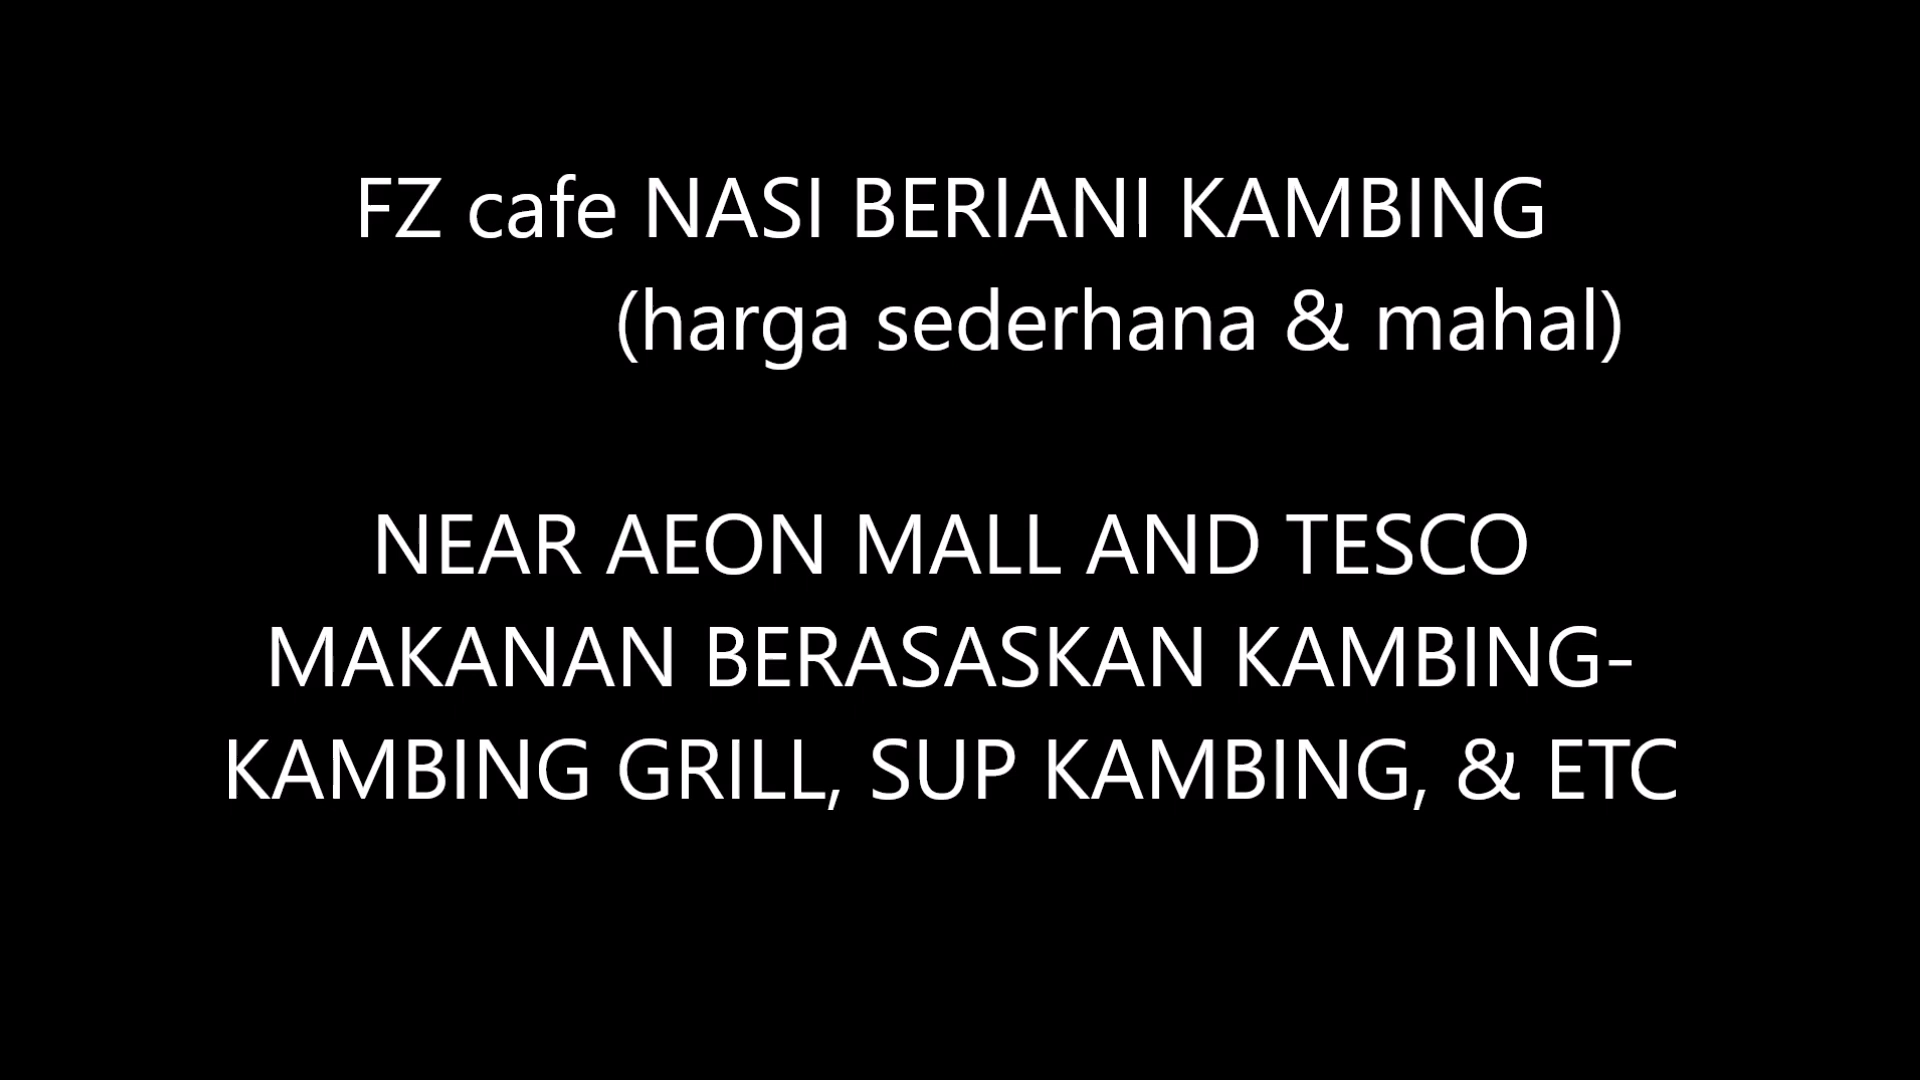 FZ cafe NASI BERIANI KAMBING
(harga sederhana & mahal)
NEAR AEON MALL AND TESCO
MAKANAN BERASASKAN KAMBING-
KAMBING GRILL, SUP KAMBING, & ETC